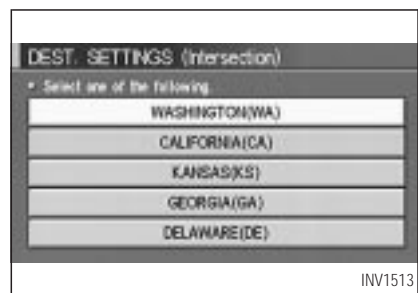 DEST. SETTINGS (Intersection)
• Select one of the following.
WASHINGTON(WA)
CALIFORNIA(CA)
KANSAS(KS)
GEORGIA(GA)
DELAWARE(DE)
INV1513